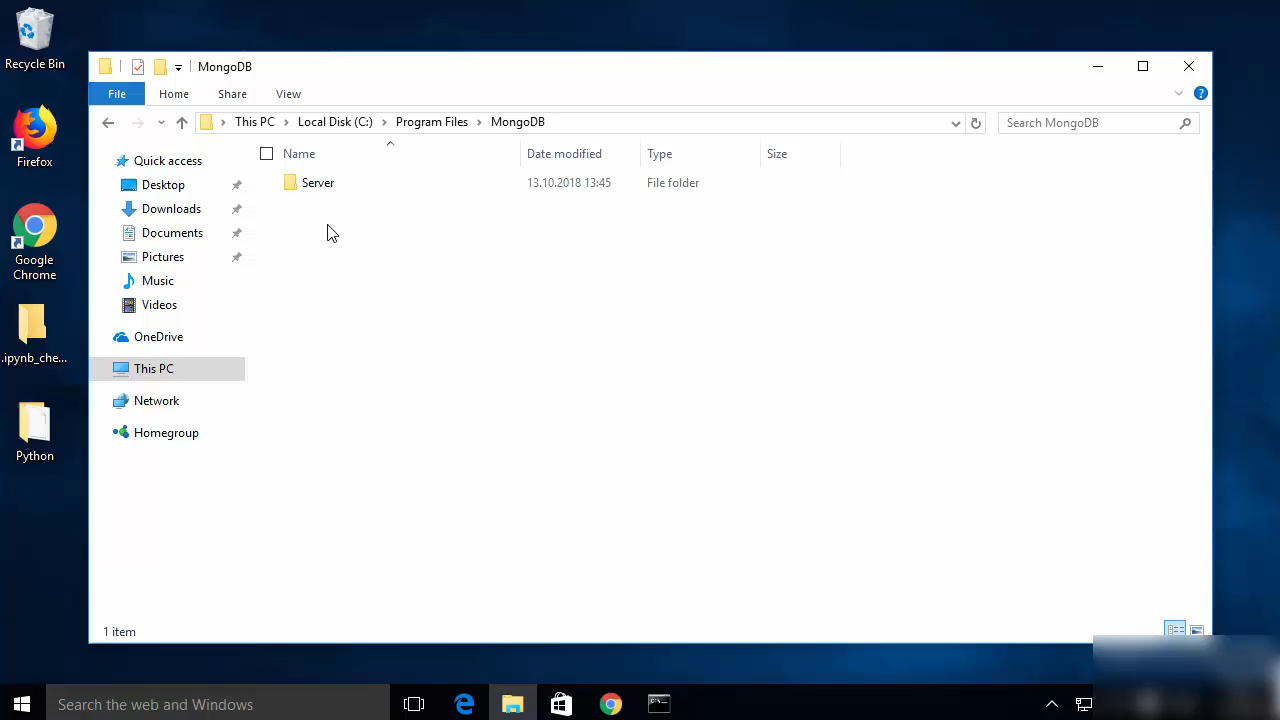 Recycle Bin
Firefox
Google
Chrome
.ipynb_che...
Python
MongoDB
File Home Share View
This PC Local Disk (C:) Program Files MongoDB
Search MongoDB
Name Date modified Type Size
Server 13.10.2018 13:45 File folder
Quick access
Desktop
Downloads
Documents
Pictures
Music
Videos
OneDrive
This PC
Network
Homegroup
1 item
Search the web and Windows